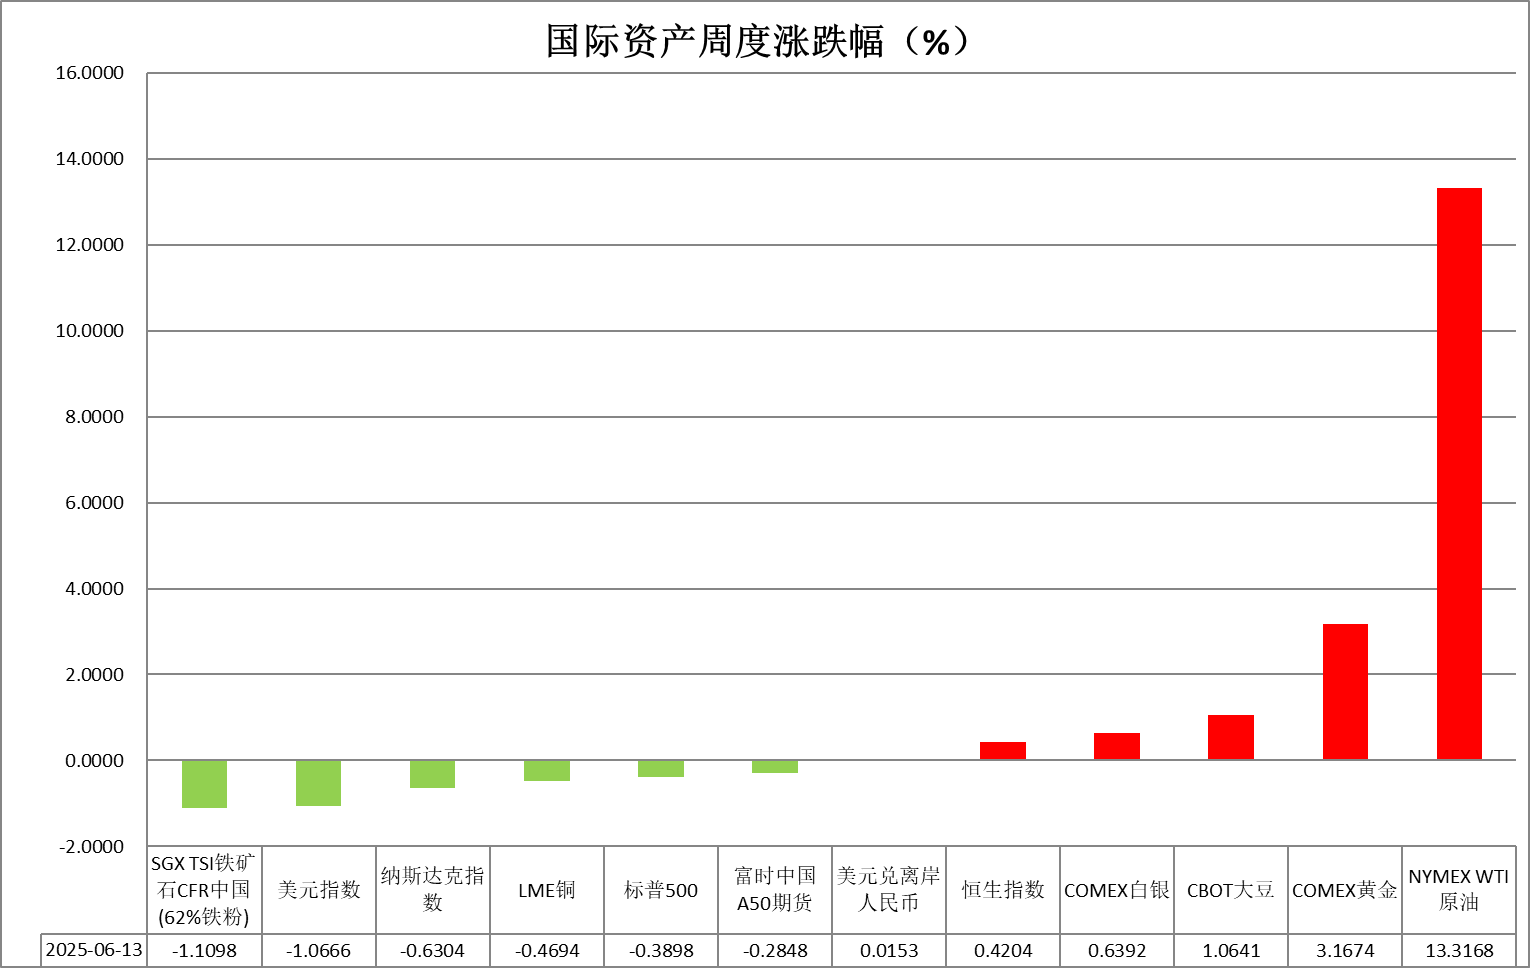 国际资产周度涨跌幅（%）
16.0000
14.0000
12.0000
10.0000
8.0000
6.0000
4.0000
2.0000
0.0000
-2.0000
SGX TSI铁矿
石CFR中国
(62%铁粉)
美元指数
纳斯达克指
数
LME铜
标普500
富时中国
A50期货
美元兑离岸
人民币
恒生指数
COMEX白银
CBOT大豆
COMEX黄金
NYMEX WTI
原油
2025-06-13 -1.1098 -1.0666 -0.6304 -0.4694 -0.3898 -0.2848 0.0153 0.4204 0.6392 1.0641 3.1674 13.3168